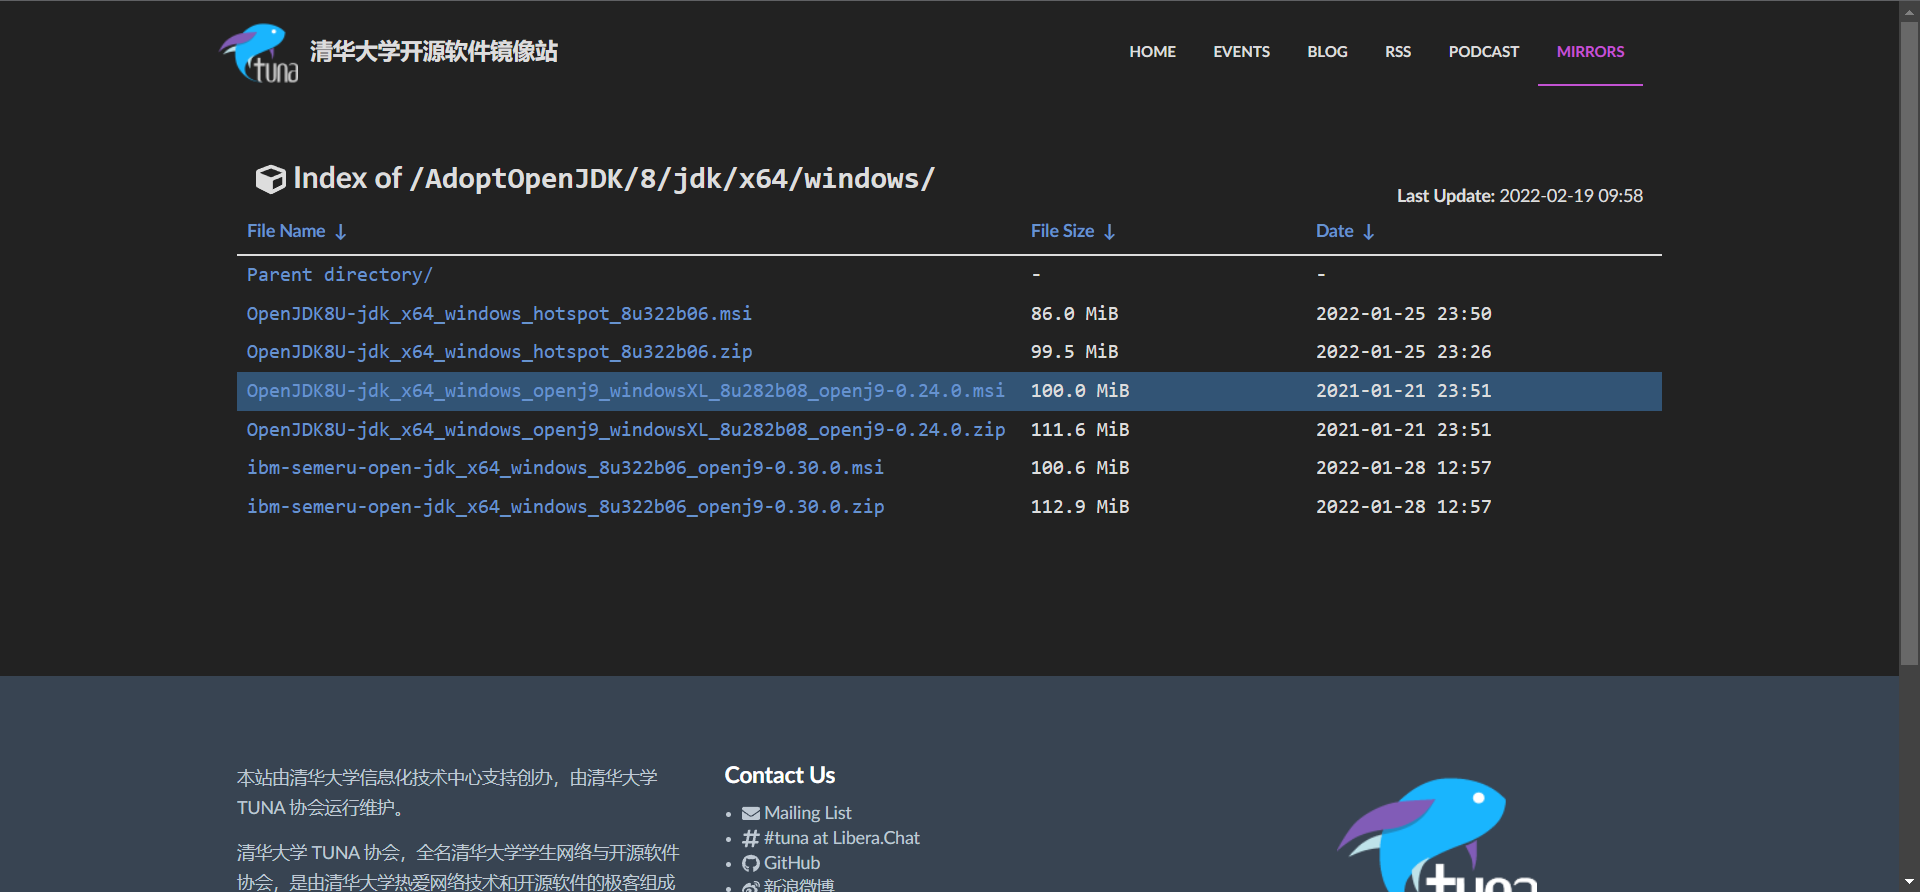 tuna 清华大学开源软件镜像站
HOME EVENTS BLOG RSS PODCAST MIRRORS
Index of /AdoptOpenJDK/8/jdk/x64/windows/
Last Update: 2022-02-19 09:58
File Name ↓ File Size ↓ Date ↓
Parent directory/ - -
OpenJDK8U-jdk_x64_windows_hotspot_8u322b06.msi 86.0 MiB 2022-01-25 23:50
OpenJDK8U-jdk_x64_windows_hotspot_8u322b06.zip 99.5 MiB 2022-01-25 23:26
OpenJDK8U-jdk_x64_windows_openj9_windowsXL_8u282b08_openj9-0.24.0.msi 100.0 MiB 2021-01-21 23:51
OpenJDK8U-jdk_x64_windows_openj9_windowsXL_8u282b08_openj9-0.24.0.zip 111.6 MiB 2021-01-21 23:51
ibm-semeru-open-jdk_x64_windows_8u322b06_openj9-0.30.0.msi 100.6 MiB 2022-01-28 12:57
ibm-semeru-open-jdk_x64_windows_8u322b06_openj9-0.30.0.zip 112.9 MiB 2022-01-28 12:57
本站由清华大学信息化技术中心支持创办，由清华大学
TUNA 协会运行维护。
清华大学 TUNA 协会，全名清华大学学生网络与开源软件
协会，是由清华大学热爱网络技术和开源软件的极客组成
Contact Us
Mailing List
#tuna at Libera.Chat
GitHub
新浪微博
tuna